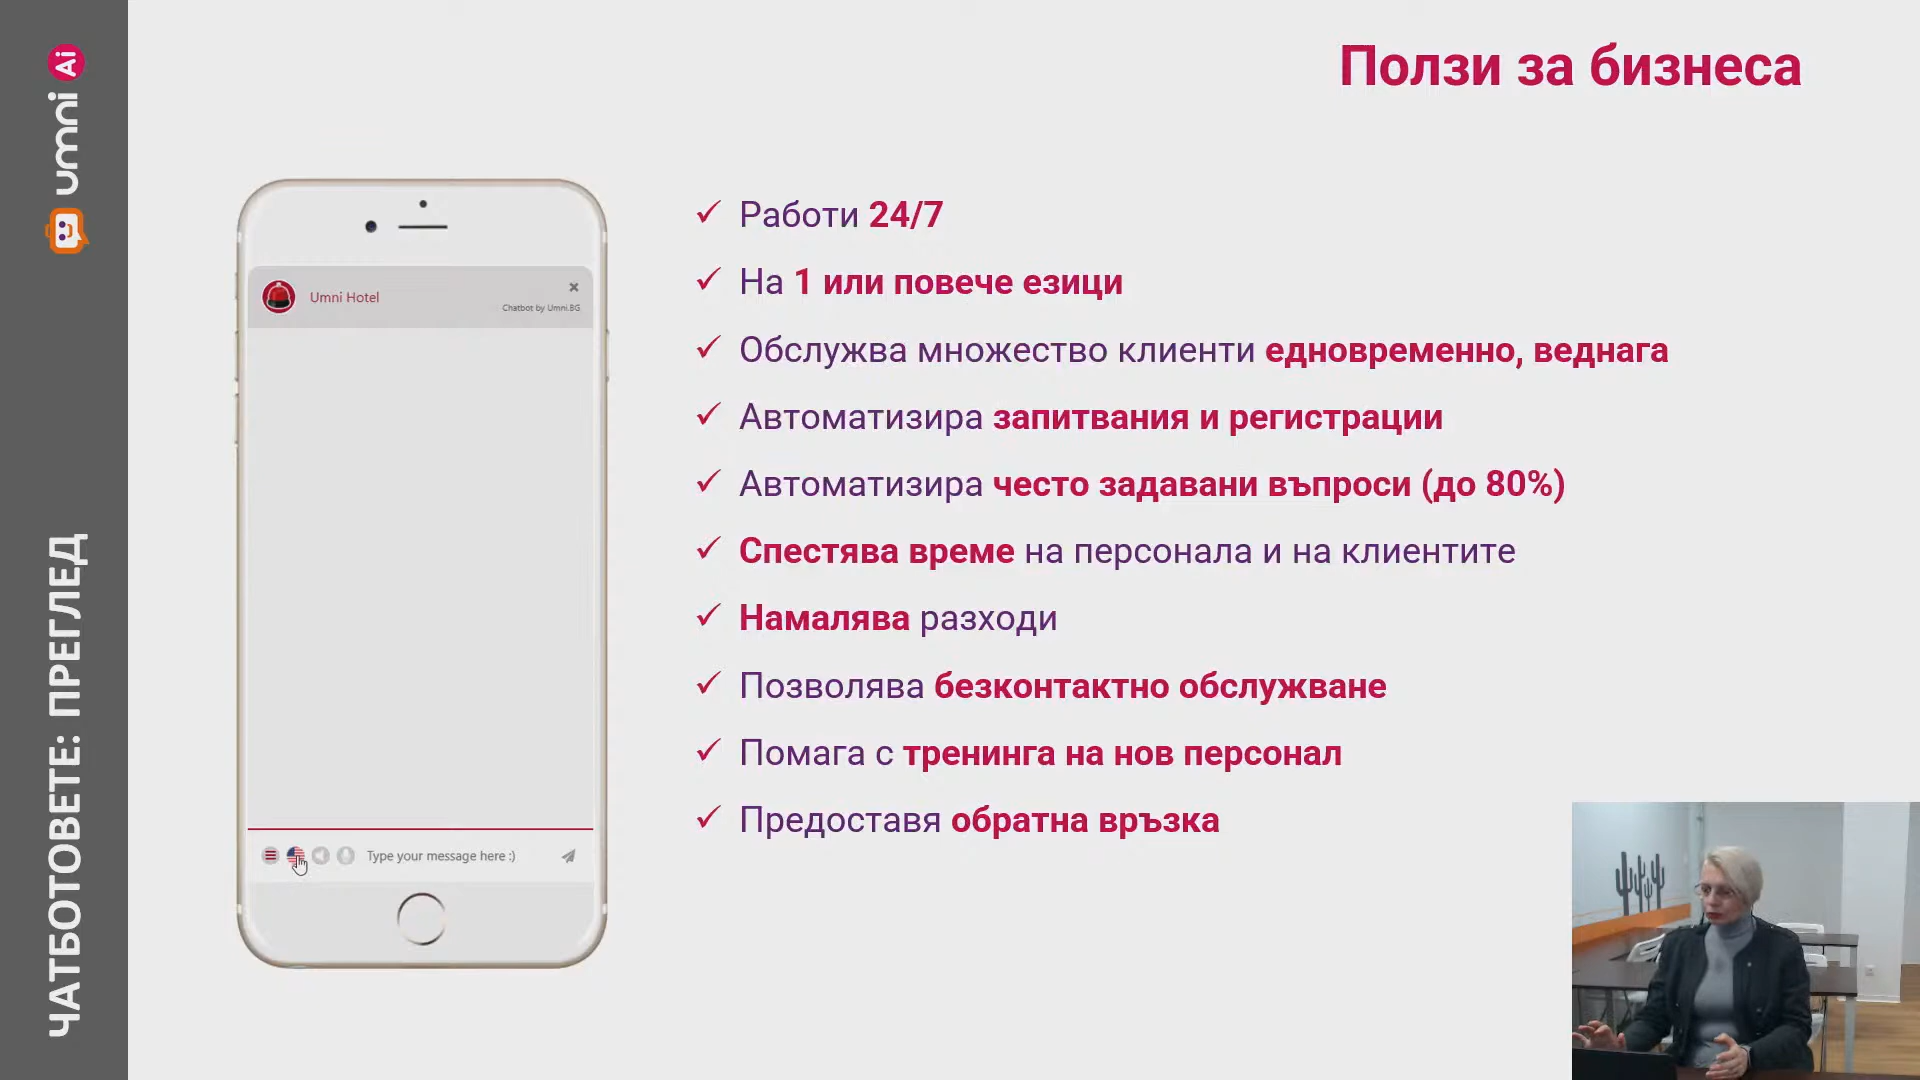 Ai
umni
ЧАТБОТОВЕТЕ: ПРЕГЛЕД
Ползи за бизнеса
Umni Hotel
Chatbot by Umni.BG
Type your message here :)
Работи 24/7
На 1 или повече езици
Обслужва множество клиенти едновременно, веднага
Автоматизира запитвания и регистрации
Автоматизира често задавани въпроси (до 80%)
Спестява време на персонала и на клиентите
Намалява разходи
Позволява безконтактно обслужване
Помага с тренинга на нов персонал
Предоставя обратна връзка